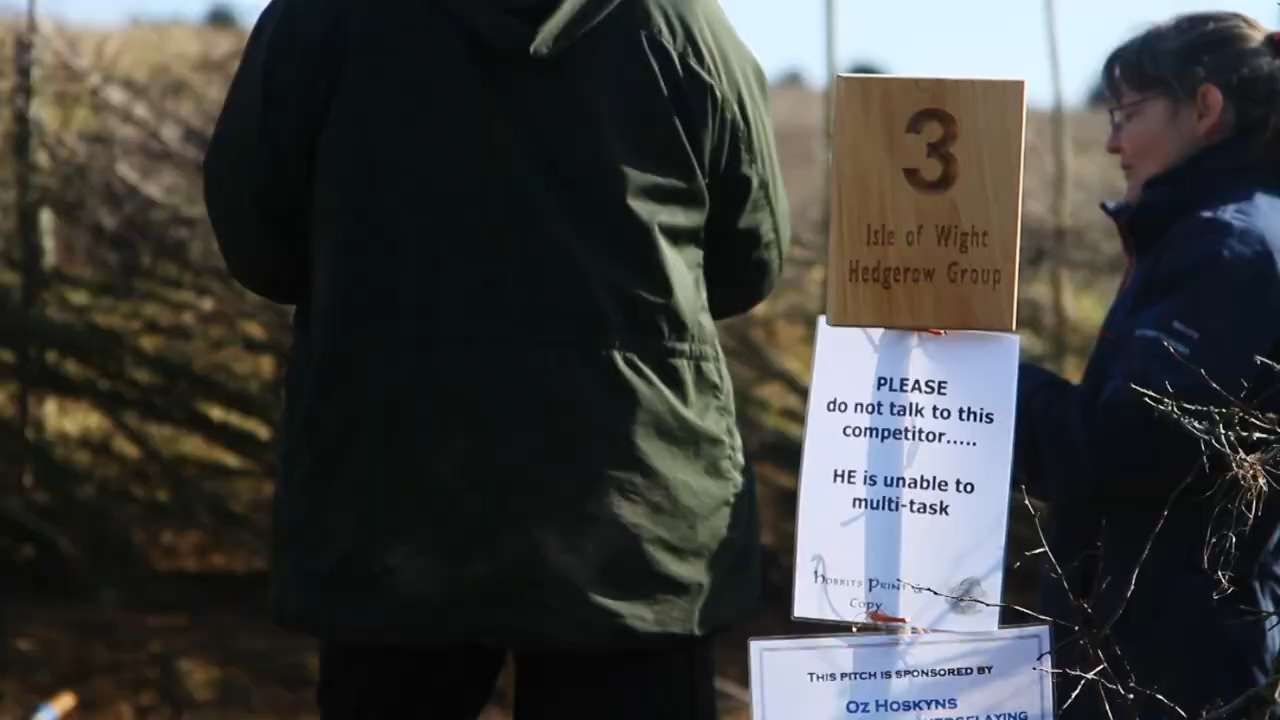 3
Isle of Wight
Hedgerow Group
PLEASE
do not talk to this
competitor.....
HE is unable to
multi-task
Hobbits Print &
Copy
THIS PITCH IS SPONSORED BY
OZ HOSKYNS